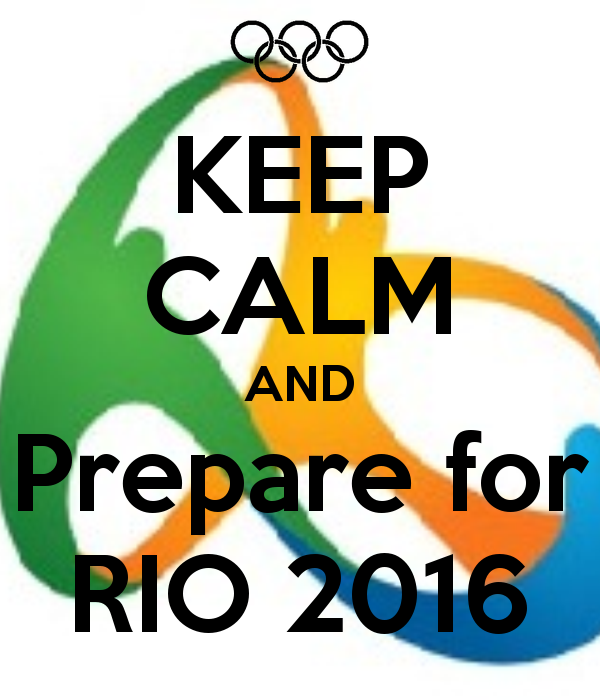 KEEP
CALM
AND
Prepare for
RIO 2016